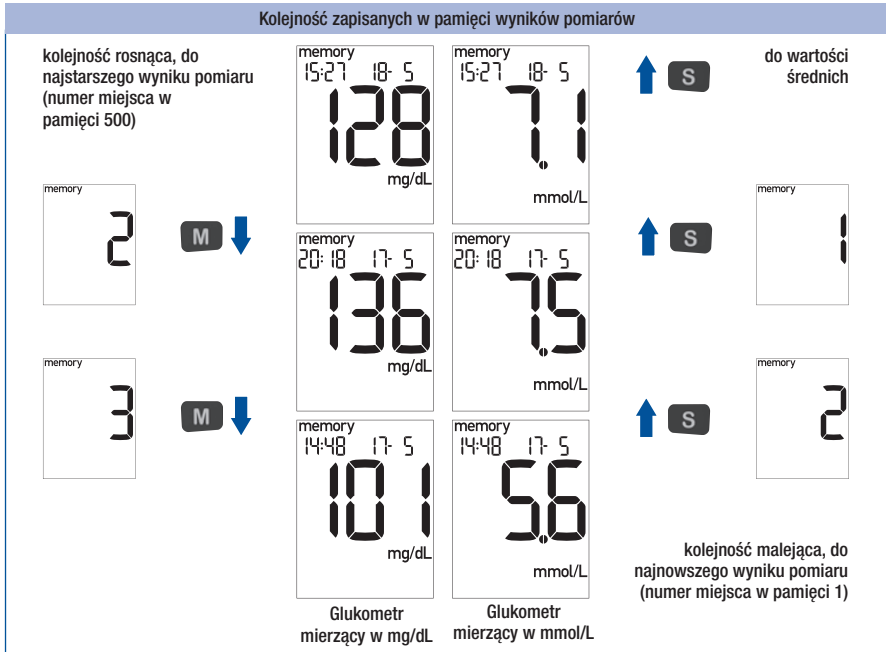 Kolejność zapisanych w pamięci wyników pomiarów
kolejność rosnąca, do
najstarszego wyniku pomiaru
(numer miejsca w
pamięci 500)
memory
15:27 18- 5
128
mg/dL
memory
15:27 18- 5
7.1
mmol/L
S
do wartości
średnich
memory
2
M
memory
20:18 17- 5
136
mg/dL
memory
20:18 17- 5
7.5
mmol/L
S
memory
1
memory
3
M
memory
14:48 17- 5
101
mg/dL
memory
14:48 17- 5
5.6
mmol/L
S
memory
2
kolejność malejąca, do
najnowszego wyniku pomiaru
(numer miejsca w pamięci 1)
Glukometr
mierzący w mg/dL
Glukometr
mierzący w mmol/L